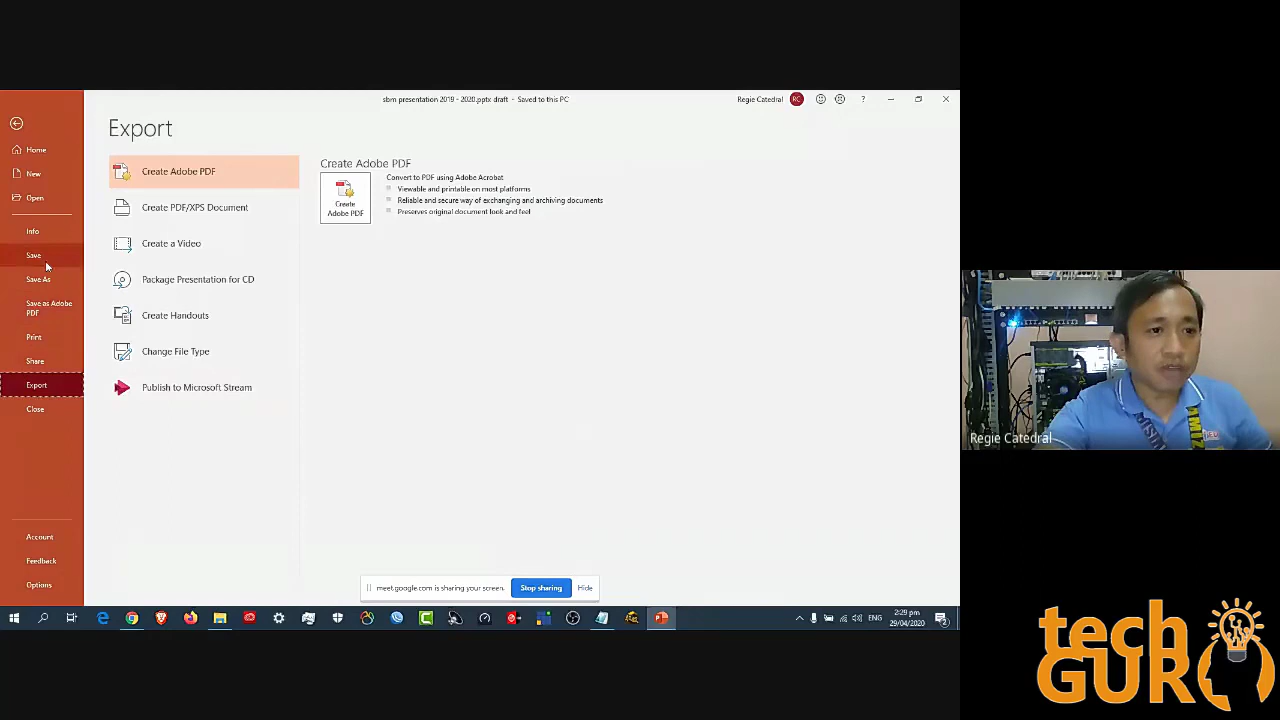 sbm presentation 2019 - 2020.pptx draft - Saved to this PC
Regie Catedral
RC
?
Export
Home
New
Open
Info
Save
Save As
Save as Adobe
PDF
Print
Share
Export
Close
Account
Feedback
Options
Create Adobe PDF
Create PDF/XPS Document
Create a Video
Package Presentation for CD
Create Handouts
Change File Type
Publish to Microsoft Stream
Create Adobe PDF
Create
Adobe PDF
Convert to PDF using Adobe Acrobat
Viewable and printable on most platforms
Reliable and secure way of exchanging and archiving documents
Preserves original document look and feel
meet.google.com is sharing your screen.
Stop sharing
Hide
ENG
2:29 pm
29/04/2020
2
Regie Catedral
tech
GURO